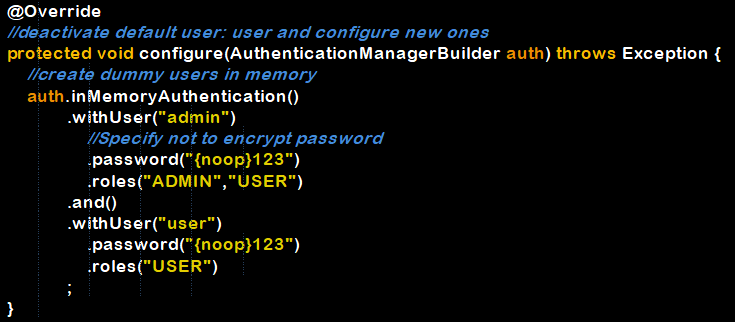 @Override
//deactivate default user: user and configure new ones
protected void configure(AuthenticationManagerBuilder auth) throws Exception {
//create dummy users in memory
auth.inMemoryAuthentication()
.withUser("admin")
//Specify not to encrypt password
.password("{noop}123")
.roles("ADMIN","USER")
.and()
.withUser("user")
.password("{noop}123")
.roles("USER")
;
}